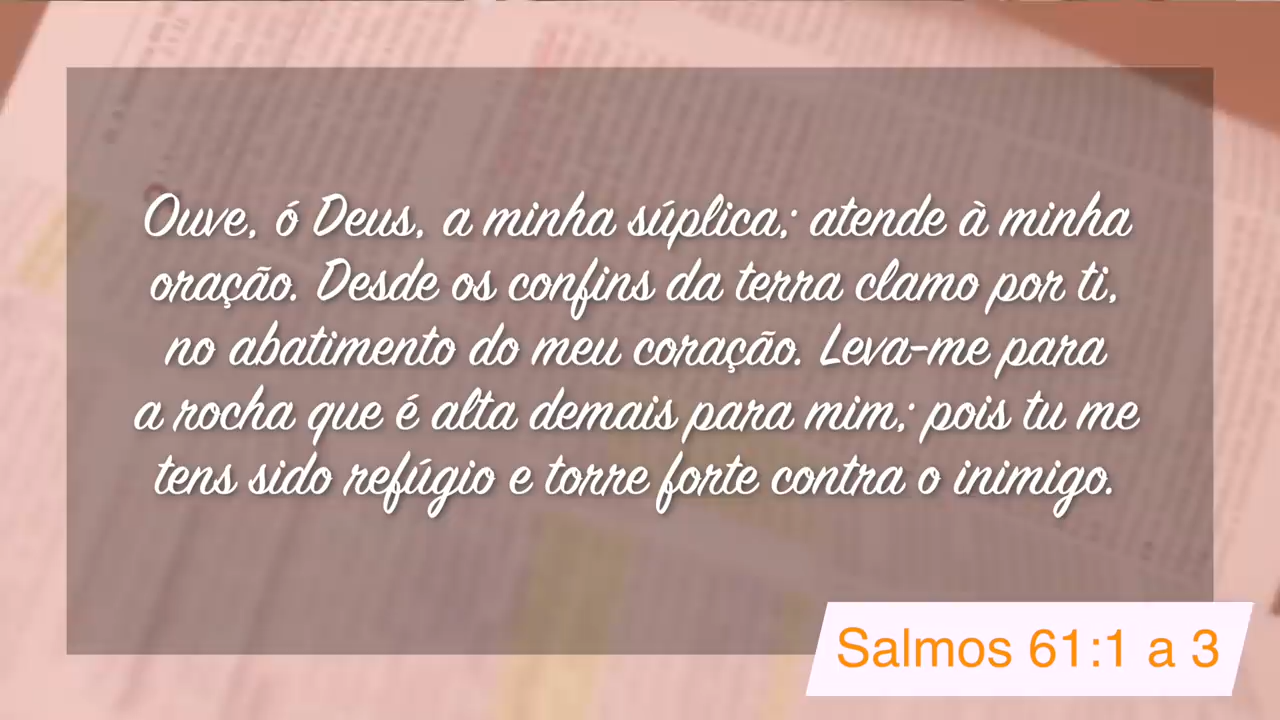 Ouve, ó Deus, a minha súplica; atende à minha
oração. Desde os confins da terra clamo por ti,
no abatimento do meu coração. Leva-me para
a rocha que é alta demais para mim; pois tu me
tens sido refúgio e torre forte contra o inimigo.
Salmos 61:1 a 3